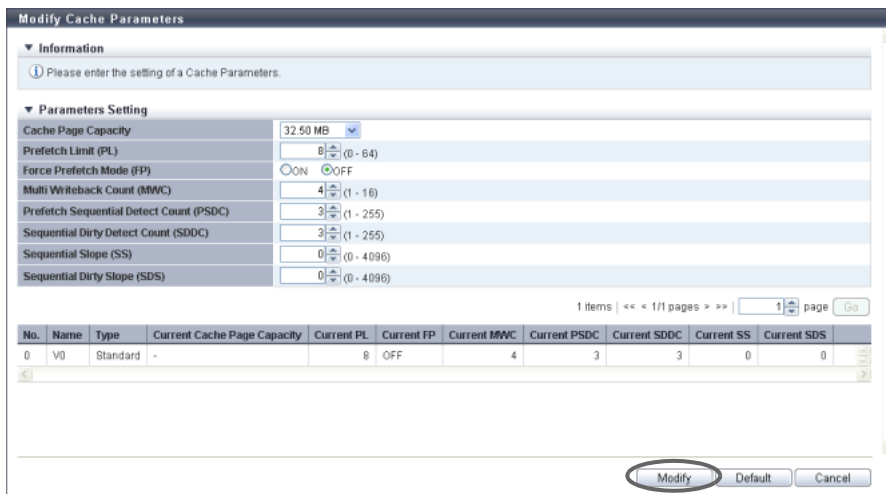 Modify Cache Parameters
Information
Please enter the setting of a Cache Parameters.
Parameters Setting
Cache Page Capacity 32.50 MB
Prefetch Limit (PL) 8 (0 - 64)
Force Prefetch Mode (FP) ON OFF
Multi Writeback Count (MWC) 4 (1 - 16)
Prefetch Sequential Detect Count (PSDC) 3 (1 - 255)
Sequential Dirty Detect Count (SDDC) 3 (1 - 255)
Sequential Slope (SS) 0 (0 - 4096)
Sequential Dirty Slope (SDS) 0 (0 - 4096)
1 items | << < 1/1 pages > >> | 1 page Go
No. Name Type Current Cache Page Capacity Current PL Current FP Current MWC Current PSDC Current SDDC Current SS Current SDS
0 V0 Standard - 8 OFF 4 3 3 0 0
Modify Default Cancel